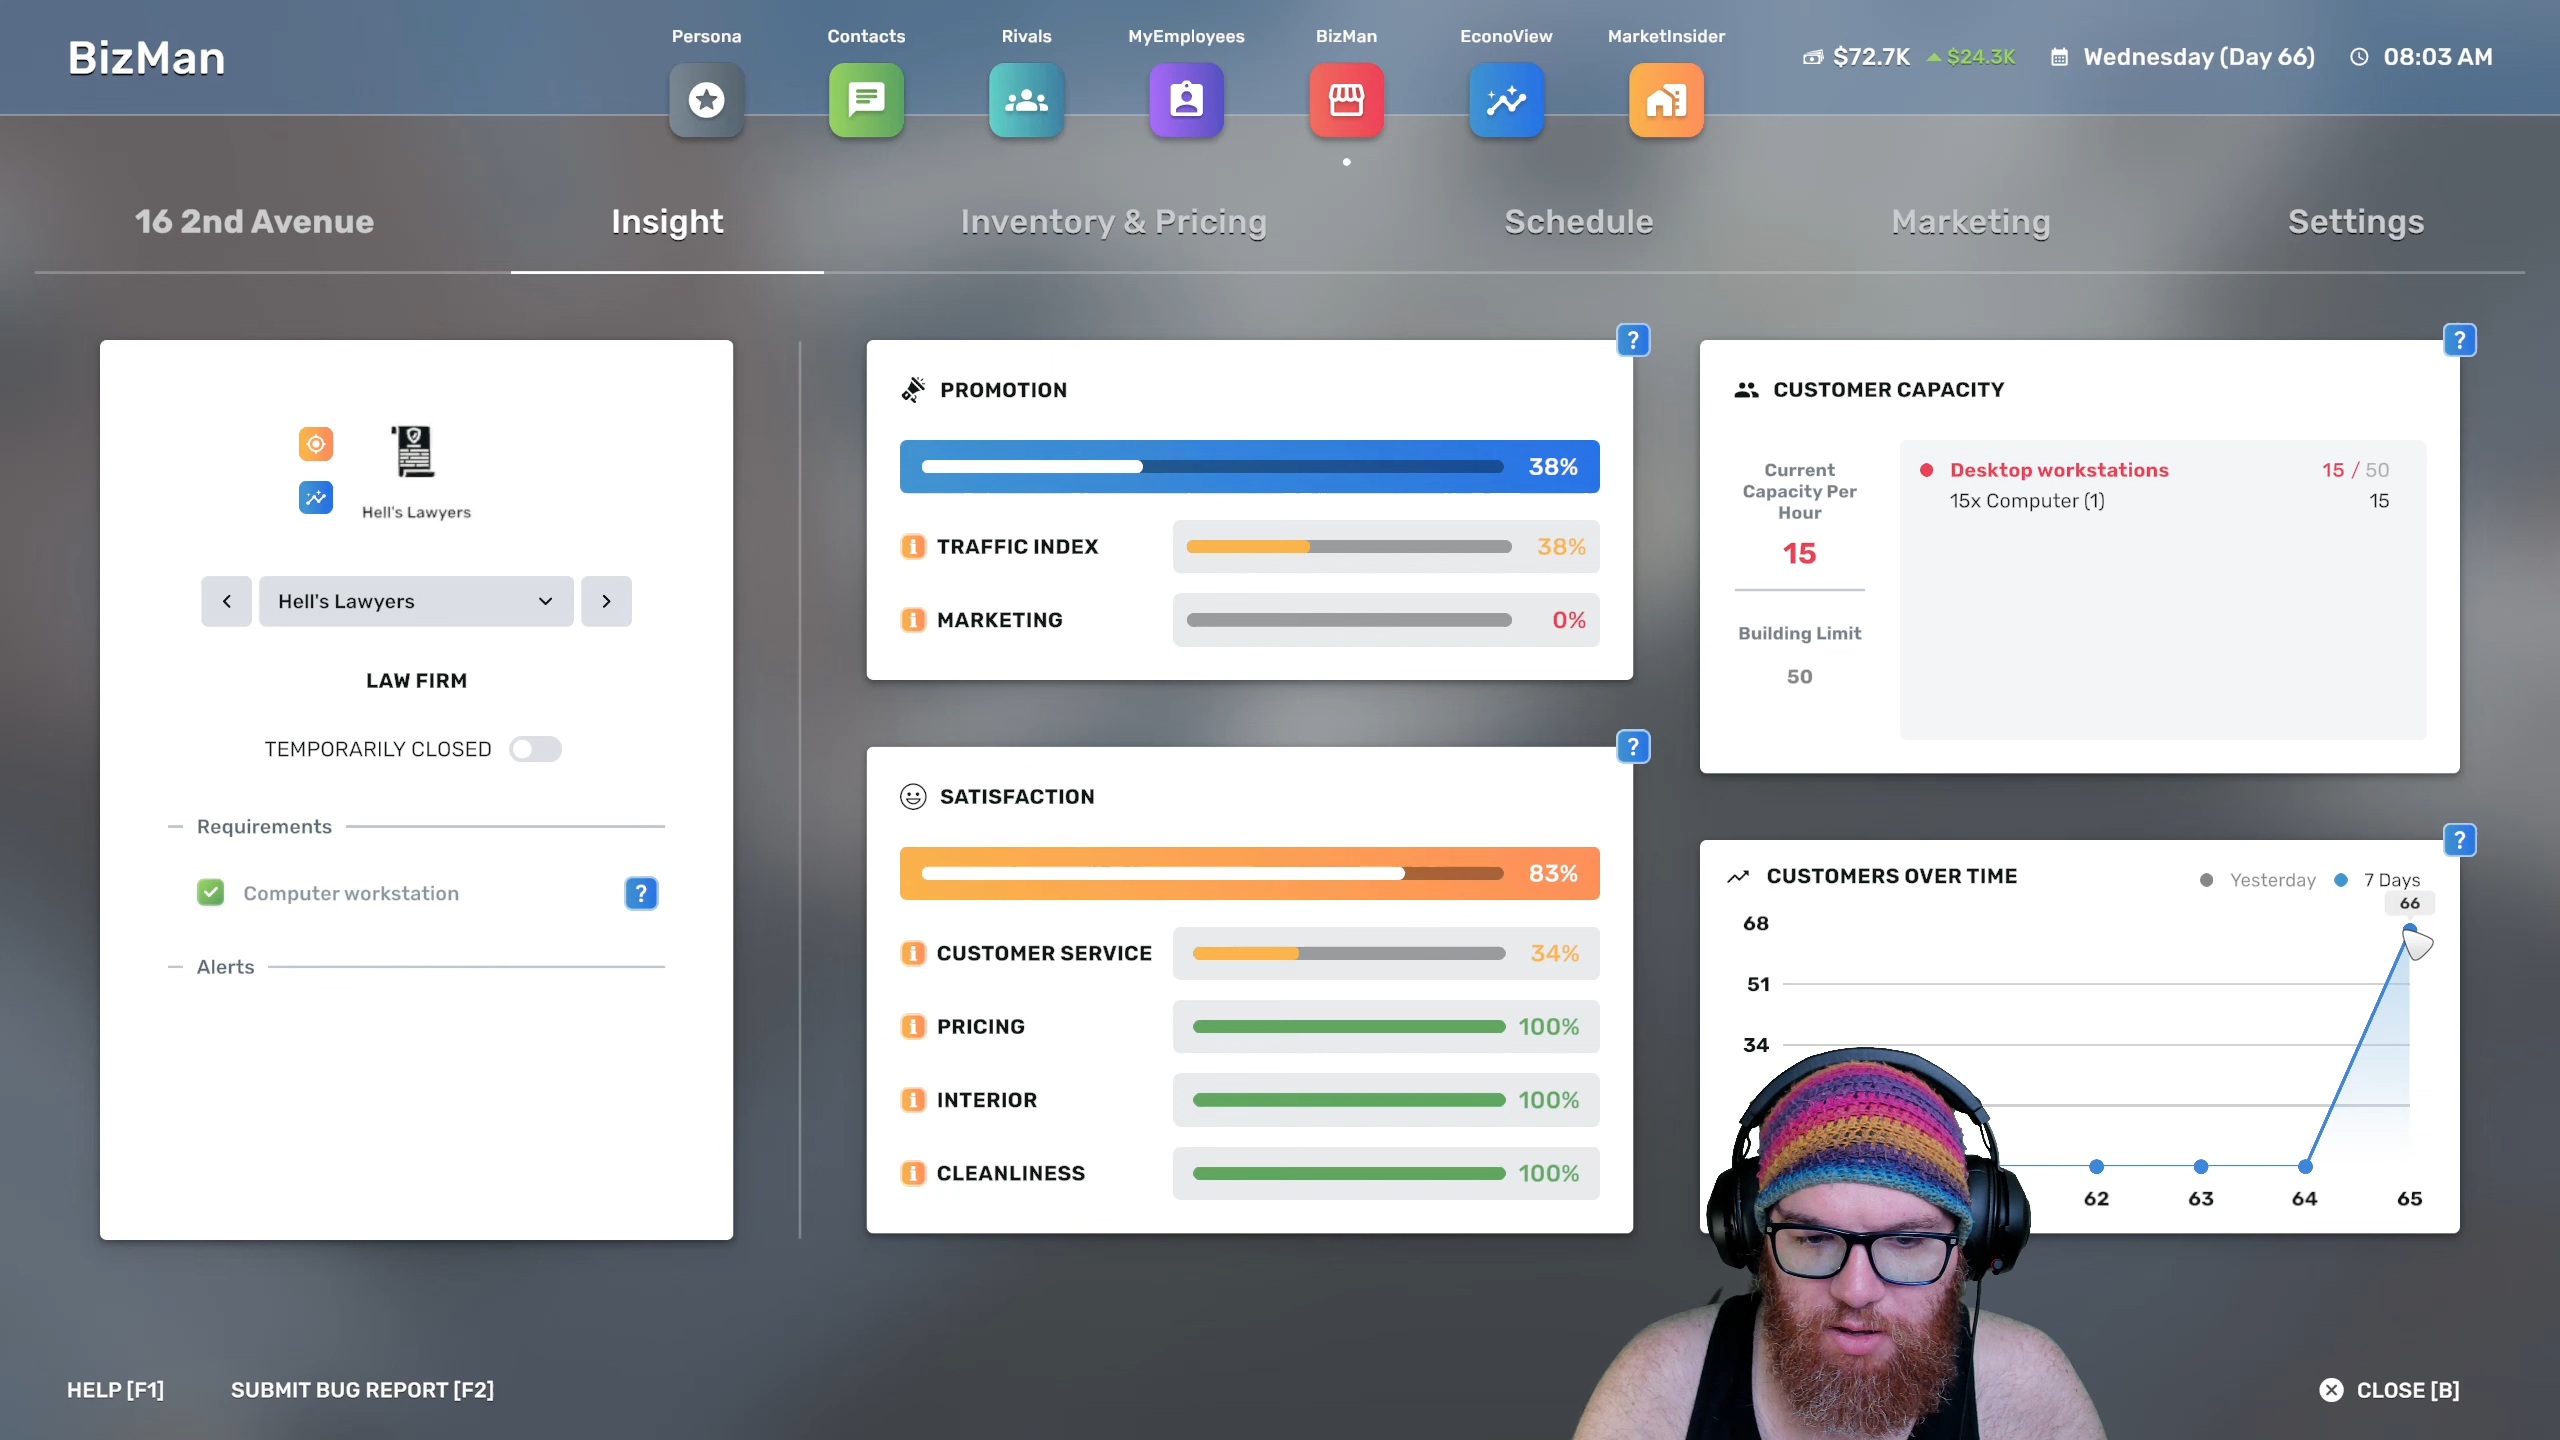 BizMan
Persona
Contacts
Rivals
MyEmployees
BizMan
EconoView
MarketInsider
$72.7K
$24.3K
Wednesday (Day 66)
08:03 AM
16 2nd Avenue
Insight
Inventory & Pricing
Schedule
Marketing
Settings
Hell's Lawyers
Hell's Lawyers
LAW FIRM
TEMPORARILY CLOSED
Requirements
Computer workstation
?
Alerts
?
PROMOTION
38%
TRAFFIC INDEX
38%
MARKETING
0%
?
SATISFACTION
83%
CUSTOMER SERVICE
34%
PRICING
100%
INTERIOR
100%
CLEANLINESS
100%
?
CUSTOMER CAPACITY
Current
Capacity Per
Hour
15
Building Limit
50
Desktop workstations
15 / 50
15x Computer (1)
15
?
CUSTOMERS OVER TIME
Yesterday
7 Days
66
68
51
34
62
63
64
65
HELP [F1]
SUBMIT BUG REPORT [F2]
CLOSE [B]